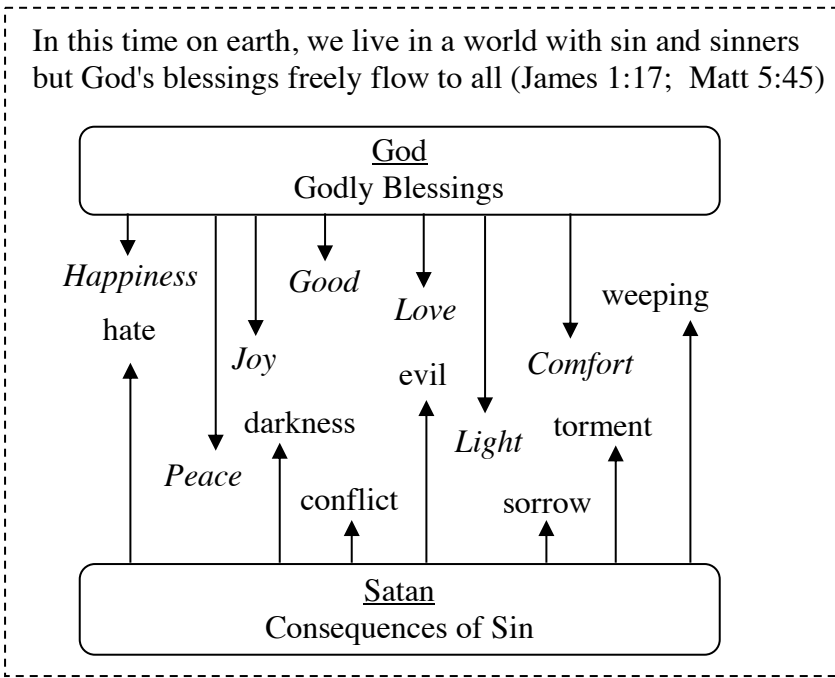 In this time on earth, we live in a world with sin and sinners
but God's blessings freely flow to all (James 1:17;  Matt 5:45)
God
Godly Blessings
Happiness
Good
weeping
Love
hate
Joy
Comfort
evil
darkness
Light
torment
Peace
conflict
sorrow
Satan
Consequences of Sin